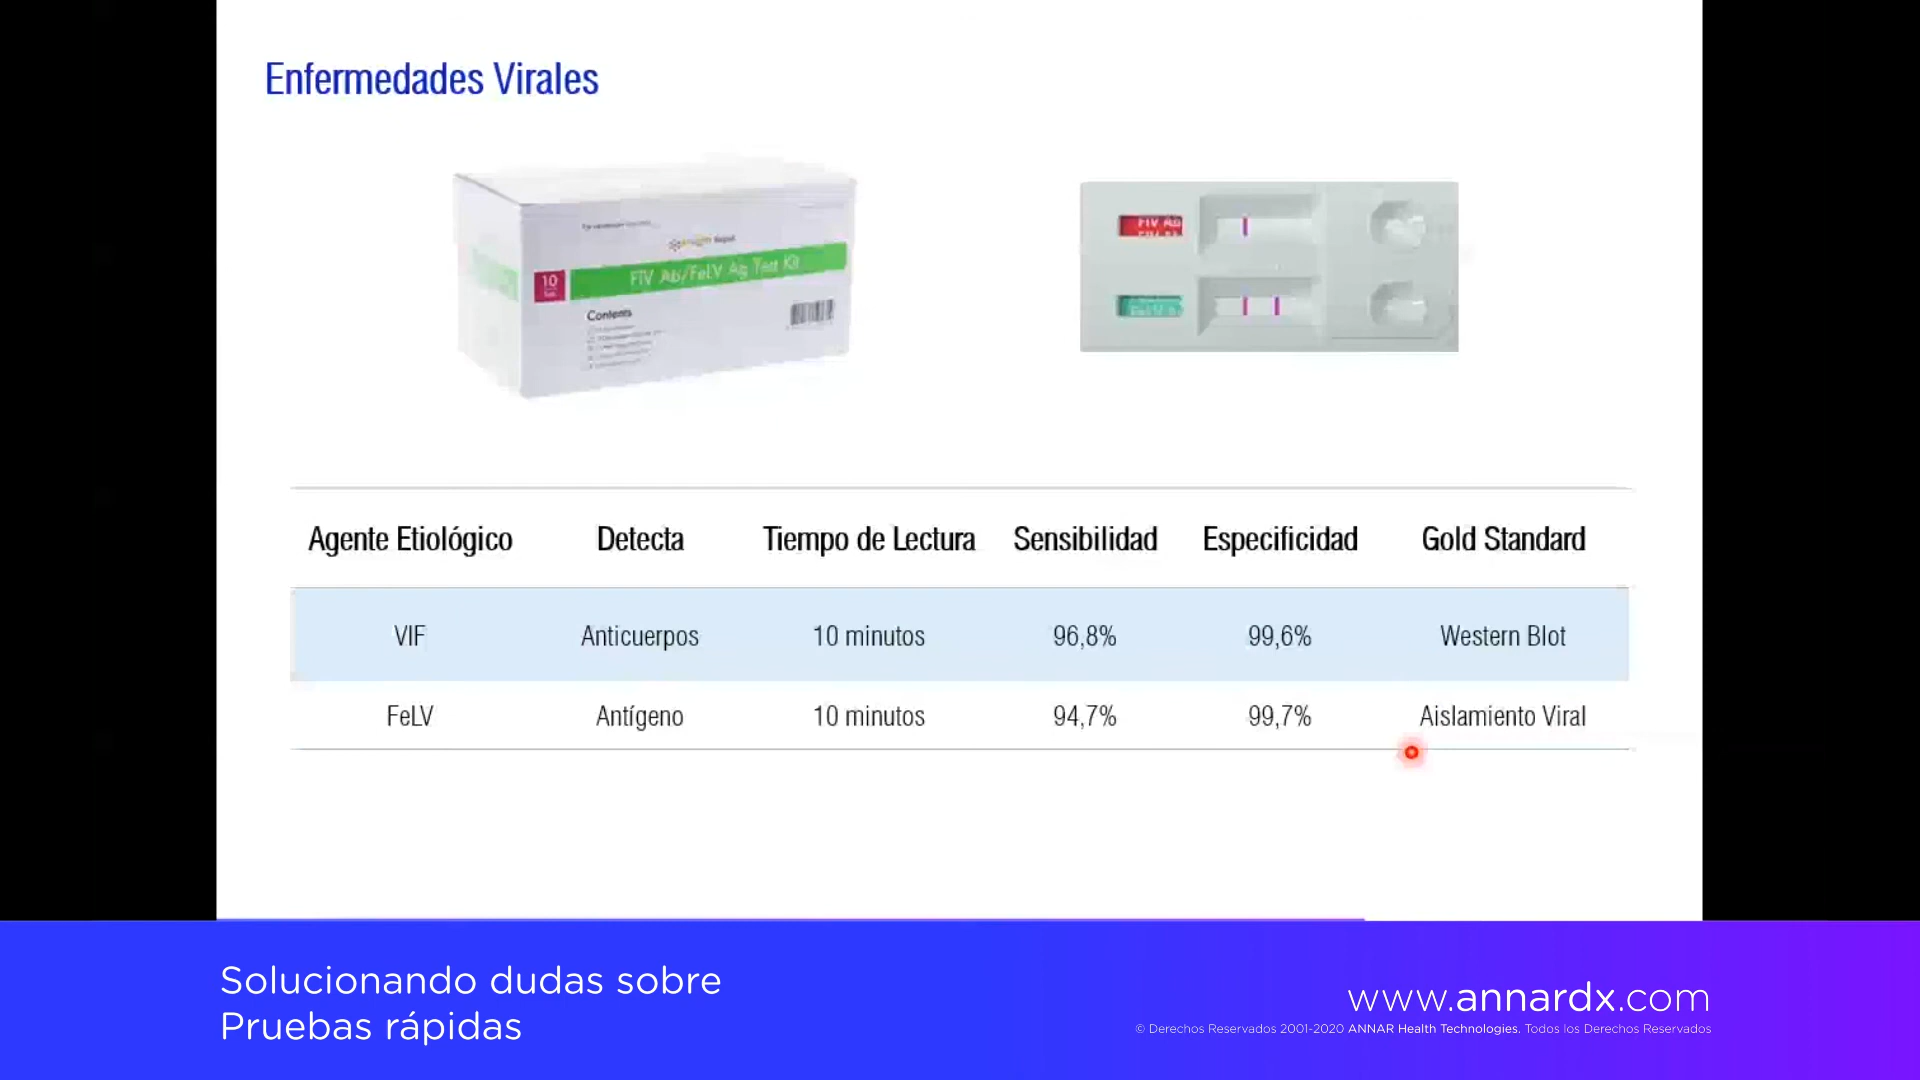 Enfermedades Virales
Rapid
FIV Ab/FeLV Ag Test Kit
10
Contents
FIV Ab
Agente Etiológico Detecta Tiempo de Lectura Sensibilidad Especificidad Gold Standard
VIF Anticuerpos 10 minutos 96,8% 99,6% Western Blot
FeLV Antígeno 10 minutos 94,7% 99,7% Aislamiento Viral
Solucionando dudas sobre
Pruebas rápidas
www.annardx.com
© Derechos Reservados 2001-2020 ANNAR Health Technologies. Todos los Derechos Reservados